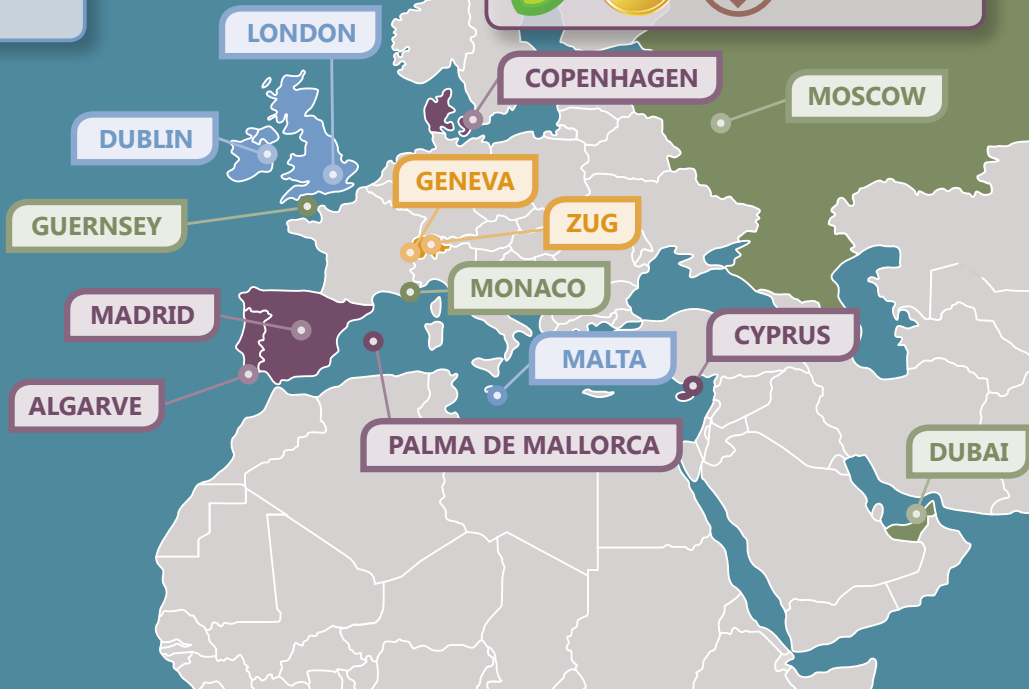 LONDON
COPENHAGEN
MOSCOW
DUBLIN
GENEVA
GUERNSEY
ZUG
MONACO
MADRID
CYPRUS
MALTA
ALGARVE
PALMA DE MALLORCA
DUBAI